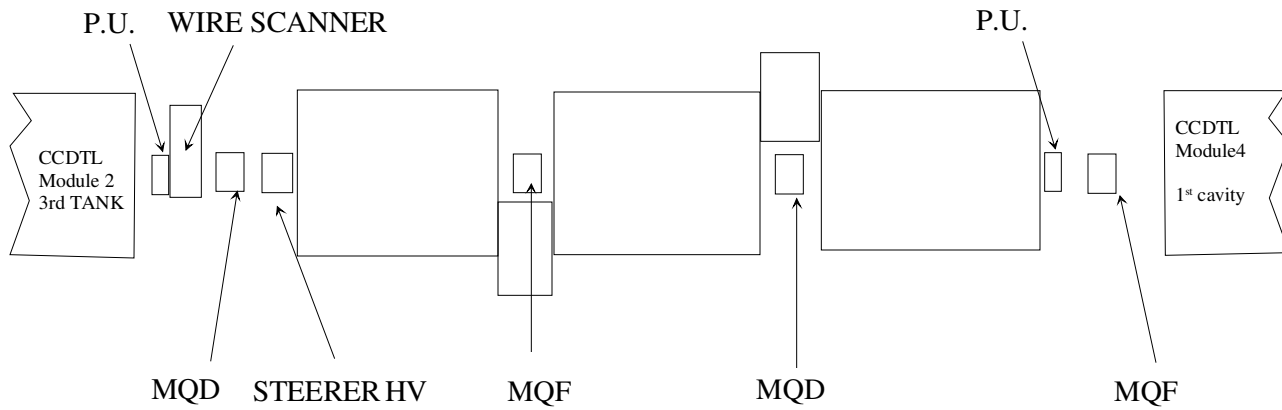 P.U.
WIRE SCANNER
P.U.
CCDTL
Module 2
3rd TANK
CCDTL
Module4
1st cavity
MQD
STEERER HV
MQF
MQD
MQF